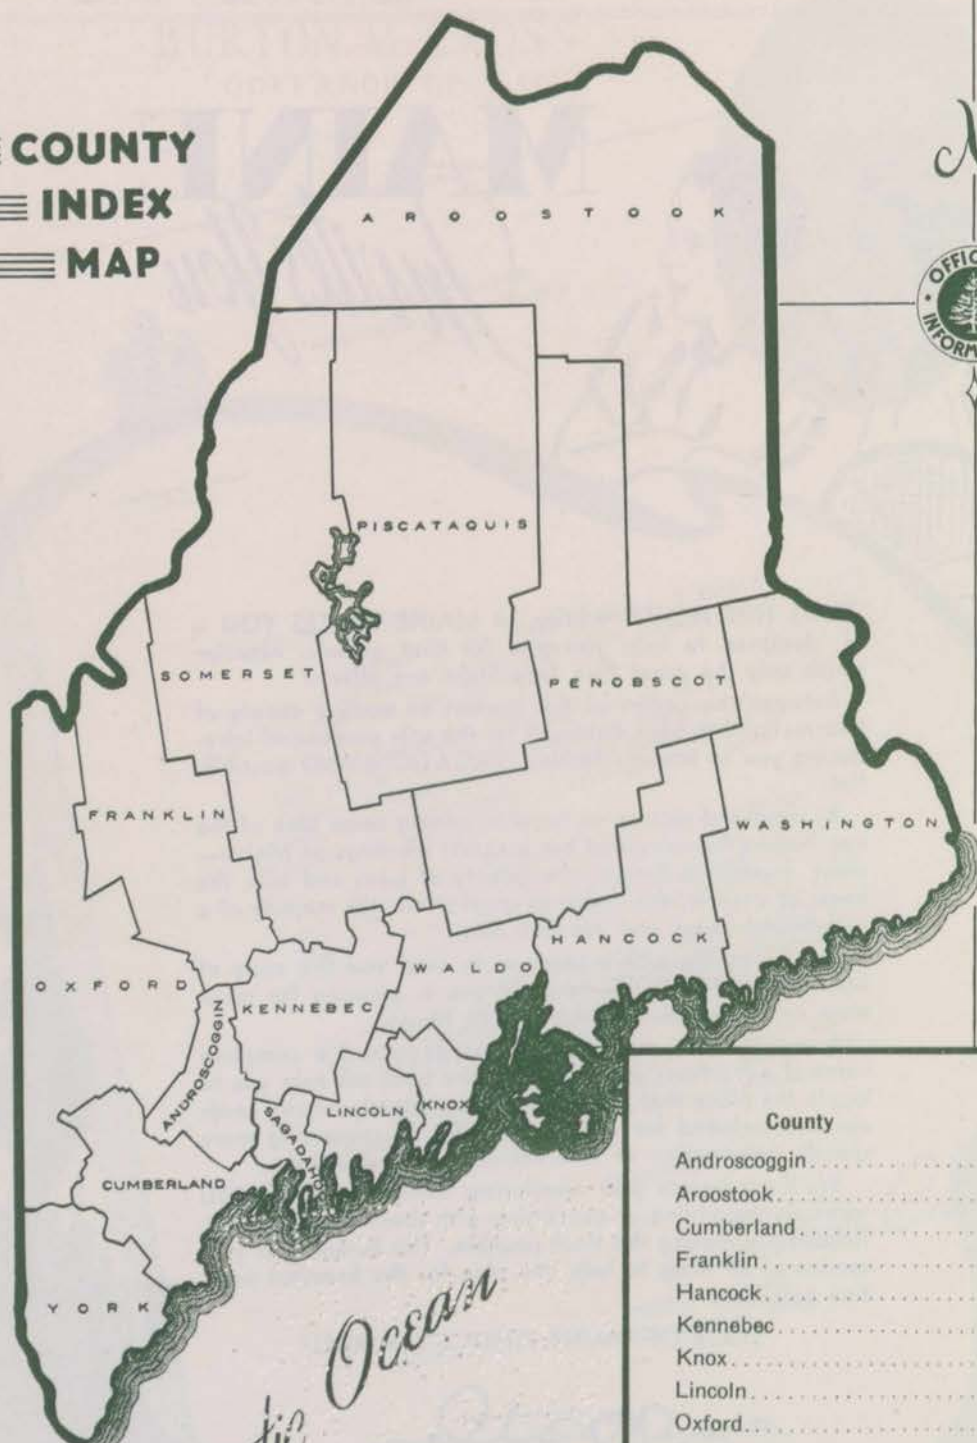 COUNTY
INDEX
MAP
AROOSTOOK
PISCATAQUIS
SOMERSET
PENOBSCOT
FRANKLIN
WASHINGTON
HANCOCK
WALDO
OXFORD
KENNEBEC
ANDROSCOGGIN
LINCOLN
KNOX
SAGADAHOC
CUMBERLAND
YORK
Ocean
County
Androscoggin
Aroostook
Cumberland
Franklin
Hancock
Kennebec
Knox
Lincoln
Oxford